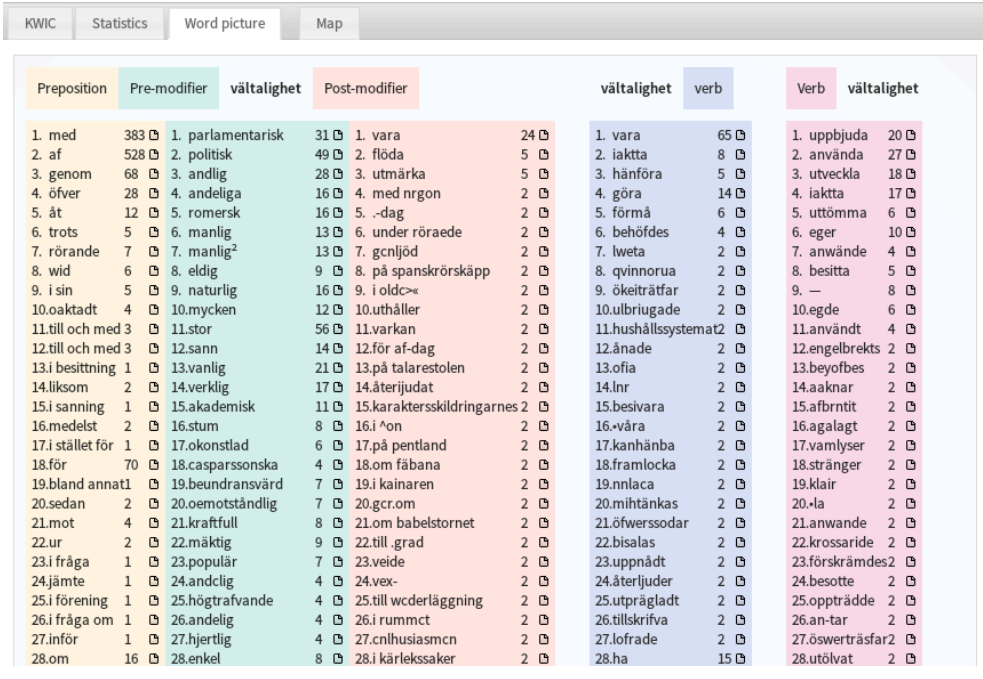 KWIC Statistics Word picture Map
Preposition Pre-modifier vältalighet Post-modifier vältalighet verb Verb vältalighet
1. med 383 1. parlamentarisk 31 1. vara 24 1. vara 65 1. uppbjuda 20
2. af 528 2. politisk 49 2. flöda 5 2. iaktta 8 2. använda 27
3. genom 68 3. andlig 28 3. utmärka 5 3. hänföra 5 3. utveckla 18
4. öfver 28 4. andeliga 16 4. med nrgon 2 4. göra 14 4. iaktta 17
5. åt 12 5. romersk 16 5. .-dag 2 5. förmå 6 5. uttömma 6
6. trots 5 6. manlig 13 6. under röraede 2 6. behöfdes 4 6. eger 10
7. rörande 7 7. manlig² 13 7. gcnljöd 2 7. lweta 2 7. anwände 4
8. wid 6 8. eldig 9 8. på spanskrörskäpp 2 8. qvinnorua 2 8. besitta 5
9. i sin 5 9. naturlig 16 9. i oldc>« 2 9. ökeiträtfar 2 9. — 8
10.oaktadt 4 10.mycken 12 10.uthåller 2 10.ulbriugade 2 10.egde 6
11.till och med 3 11.stor 56 11.varkan 2 11.hushållssystemat2 11.användt 4
12.till och med 3 12.sann 14 12.för af-dag 2 12.ånade 2 12.engelbrekts 2
13.i besittning 1 13.vanlig 21 13.på talarestolen 2 13.ofia 2 13.beyofbes 2
14.liksom 2 14.verklig 17 14.återijudat 2 14.lnr 2 14.aaknar 2
15.i sanning 1 15.akademisk 11 15.karaktersskildringarnes 2 15.besivara 2 15.afbrntit 2
16.medelst 2 16.stum 8 16.i ^on 2 16.•våra 2 16.agalagt 2
17.i stället för 1 17.okonstlad 6 17.på pentland 2 17.kanhänba 2 17.vamlyser 2
18.för 70 18.casparssonska 4 18.om fäbana 2 18.framlocka 2 18.stränger 2
19.bland annat1 19.beundransvärd 7 19.i kainaren 2 19.nnlaca 2 19.klair 2
20.sedan 2 20.oemotståndlig 7 20.gcr.om 2 20.mihtänkas 2 20.•la 2
21.mot 4 21.kraftfull 8 21.om babelstornet 2 21.öfwerssodar 2 21.anwande 2
22.ur 2 22.mäktig 9 22.till .grad 2 22.bisalas 2 22.krossaride 2
23.i fråga 1 23.populär 7 23.veide 2 23.uppnådt 2 23.förskrämdes2
24.jämte 1 24.andclig 4 24.vex- 2 24.återljuder 2 24.besotte 2
25.i förening 1 25.högtrafvande 4 25.till wcderläggning 2 25.utprägladt 2 25.oppträdde 2
26.i fråga om 1 26.andelig 4 26.i rummct 2 26.tillskrifva 2 26.an-tar 2
27.inför 1 27.hjertlig 4 27.cnlhusiasmcn 2 27.lofrade 2 27.öswerträsfar2
28.om 16 28.enkel 8 28.i kärlekssaker 2 28.ha 15 28.utölvat 2